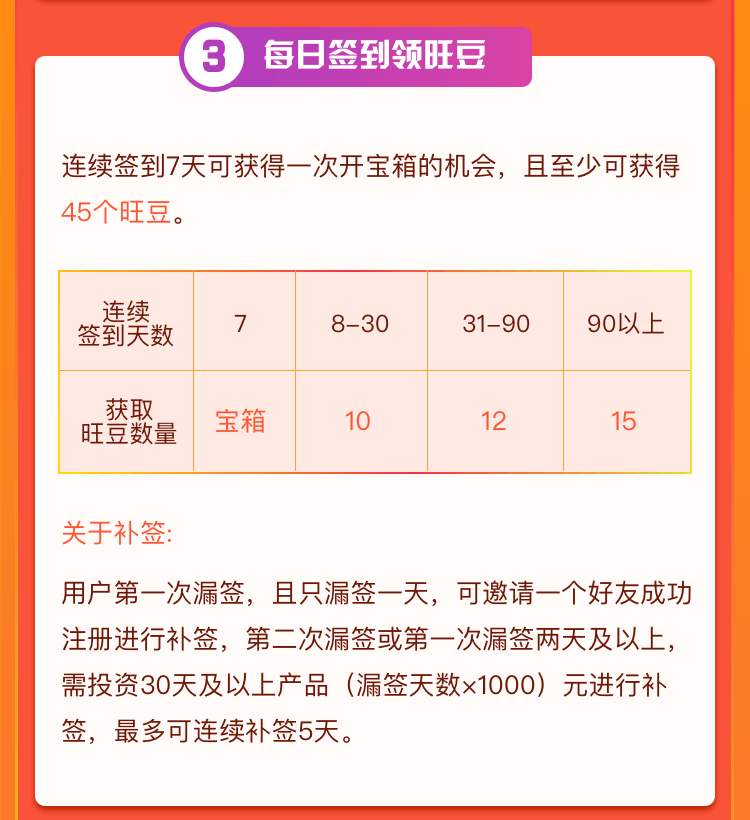 3 每日签到领旺豆
连续签到7天可获得一次开宝箱的机会，且至少可获得
45个旺豆。
连续
签到天数
7
8-30
31-90
90以上
获取
旺豆数量
宝箱
10
12
15
关于补签:
用户第一次漏签，且只漏签一天，可邀请一个好友成功
注册进行补签，第二次漏签或第一次漏签两天及以上，
需投资30天及以上产品（漏签天数×1000）元进行补
签，最多可连续补签5天。